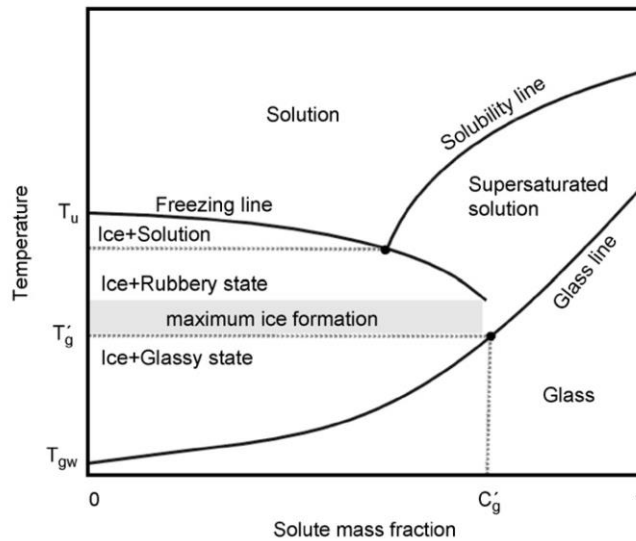 Solution
Solubility line
Supersaturated
solution
Glass line
Freezing line
Ice+Solution
Ice+Rubbery state
maximum ice formation
Ice+Glassy state
Glass
Temperature
Tu
T′g
Tgw
0
C′g
Solute mass fraction